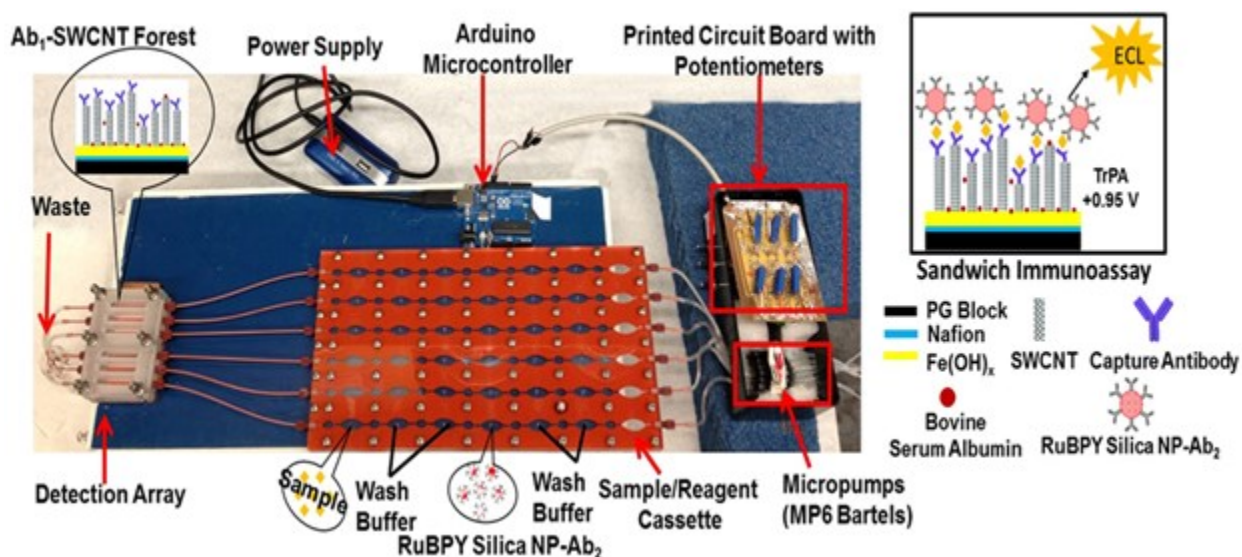 Ab₁-SWCNT Forest
Power Supply
Arduino
Microcontroller
Printed Circuit Board with
Potentiometers
ECL
TrPA
+0.95 V
Waste
Sandwich Immunoassay
PG Block
Nafion
Fe(OH)ₓ
SWCNT
Capture Antibody
Bovine
Serum Albumin
RuBPY Silica NP-Ab₂
Detection Array
Sample
Wash
Buffer
RuBPY Silica NP-Ab₂
Wash
Buffer
Sample/Reagent
Cassette
Micropumps
(MP6 Bartels)